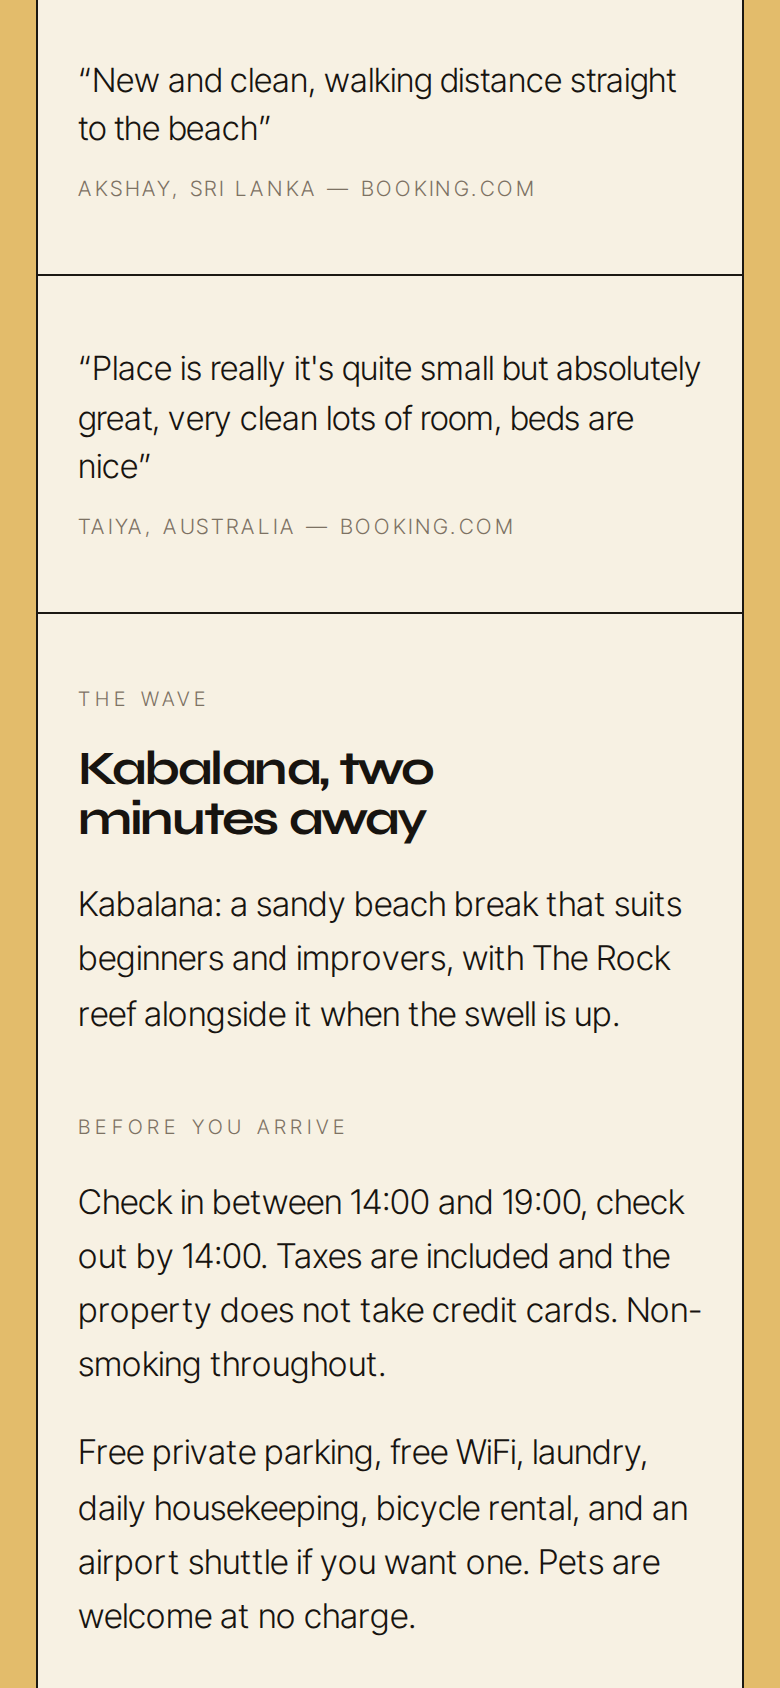 “New and clean, walking distance straight
to the beach”
AKSHAY, SRI LANKA — BOOKING.COM
“Place is really it's quite small but absolutely
great, very clean lots of room, beds are
nice”
TAIYA, AUSTRALIA — BOOKING.COM
THE WAVE
Kabalana, two
minutes away
Kabalana: a sandy beach break that suits
beginners and improvers, with The Rock
reef alongside it when the swell is up.
BEFORE YOU ARRIVE
Check in between 14:00 and 19:00, check
out by 14:00. Taxes are included and the
property does not take credit cards. Non-
smoking throughout.
Free private parking, free WiFi, laundry,
daily housekeeping, bicycle rental, and an
airport shuttle if you want one. Pets are
welcome at no charge.